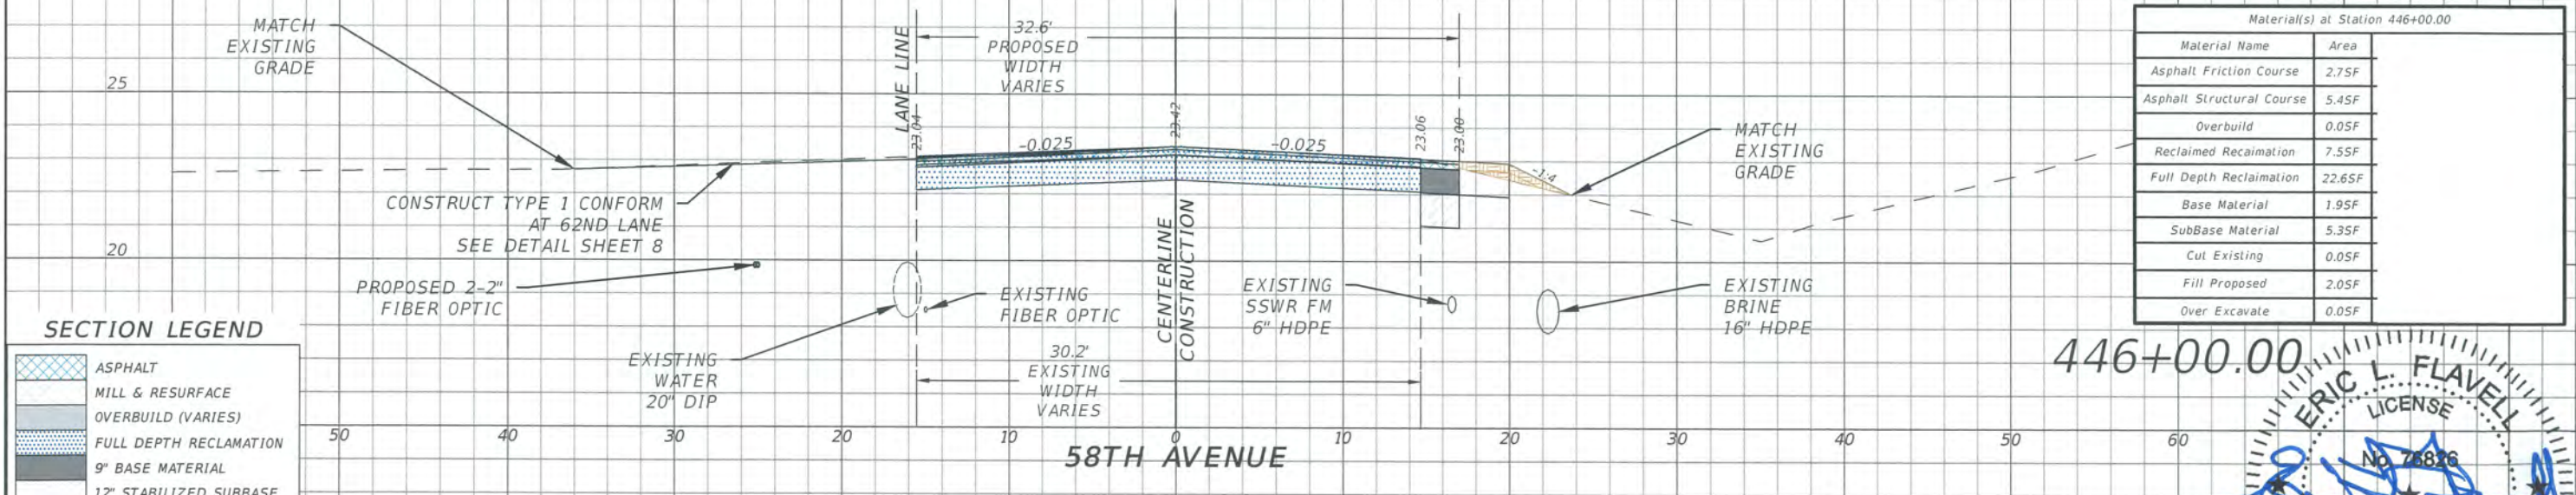 MATCH
EXISTING
GRADE
25
20
LANE LINE
23.04
32.6'
PROPOSED
WIDTH
VARIES
-0.025
23.42
-0.025
23.06
23.00
-1:4
MATCH
EXISTING
GRADE
CONSTRUCT TYPE 1 CONFORM
AT 62ND LANE
SEE DETAIL SHEET 8
PROPOSED 2-2"
FIBER OPTIC
EXISTING
WATER
20" DIP
EXISTING
FIBER OPTIC
CENTERLINE
CONSTRUCTION
30.2'
EXISTING
WIDTH
VARIES
EXISTING
SSWR FM
6" HDPE
EXISTING
BRINE
16" HDPE
Material(s) at Station 446+00.00
Material Name Area
Asphalt Friction Course 2.7SF
Asphalt Structural Course 5.4SF
Overbuild 0.0SF
Reclaimed Recaimation 7.5SF
Full Depth Reclaimation 22.6SF
Base Material 1.9SF
SubBase Material 5.3SF
Cut Existing 0.0SF
Fill Proposed 2.0SF
Over Excavate 0.0SF
446+00.00
SECTION LEGEND
ASPHALT
MILL & RESURFACE
OVERBUILD (VARIES)
FULL DEPTH RECLAMATION
9" BASE MATERIAL
12" STABILIZED SUBBASE
50 40 30 20 10 0 10 20 30 40 50 60
58TH AVENUE
ERIC L. FLAVELL
LICENSE
No 76826